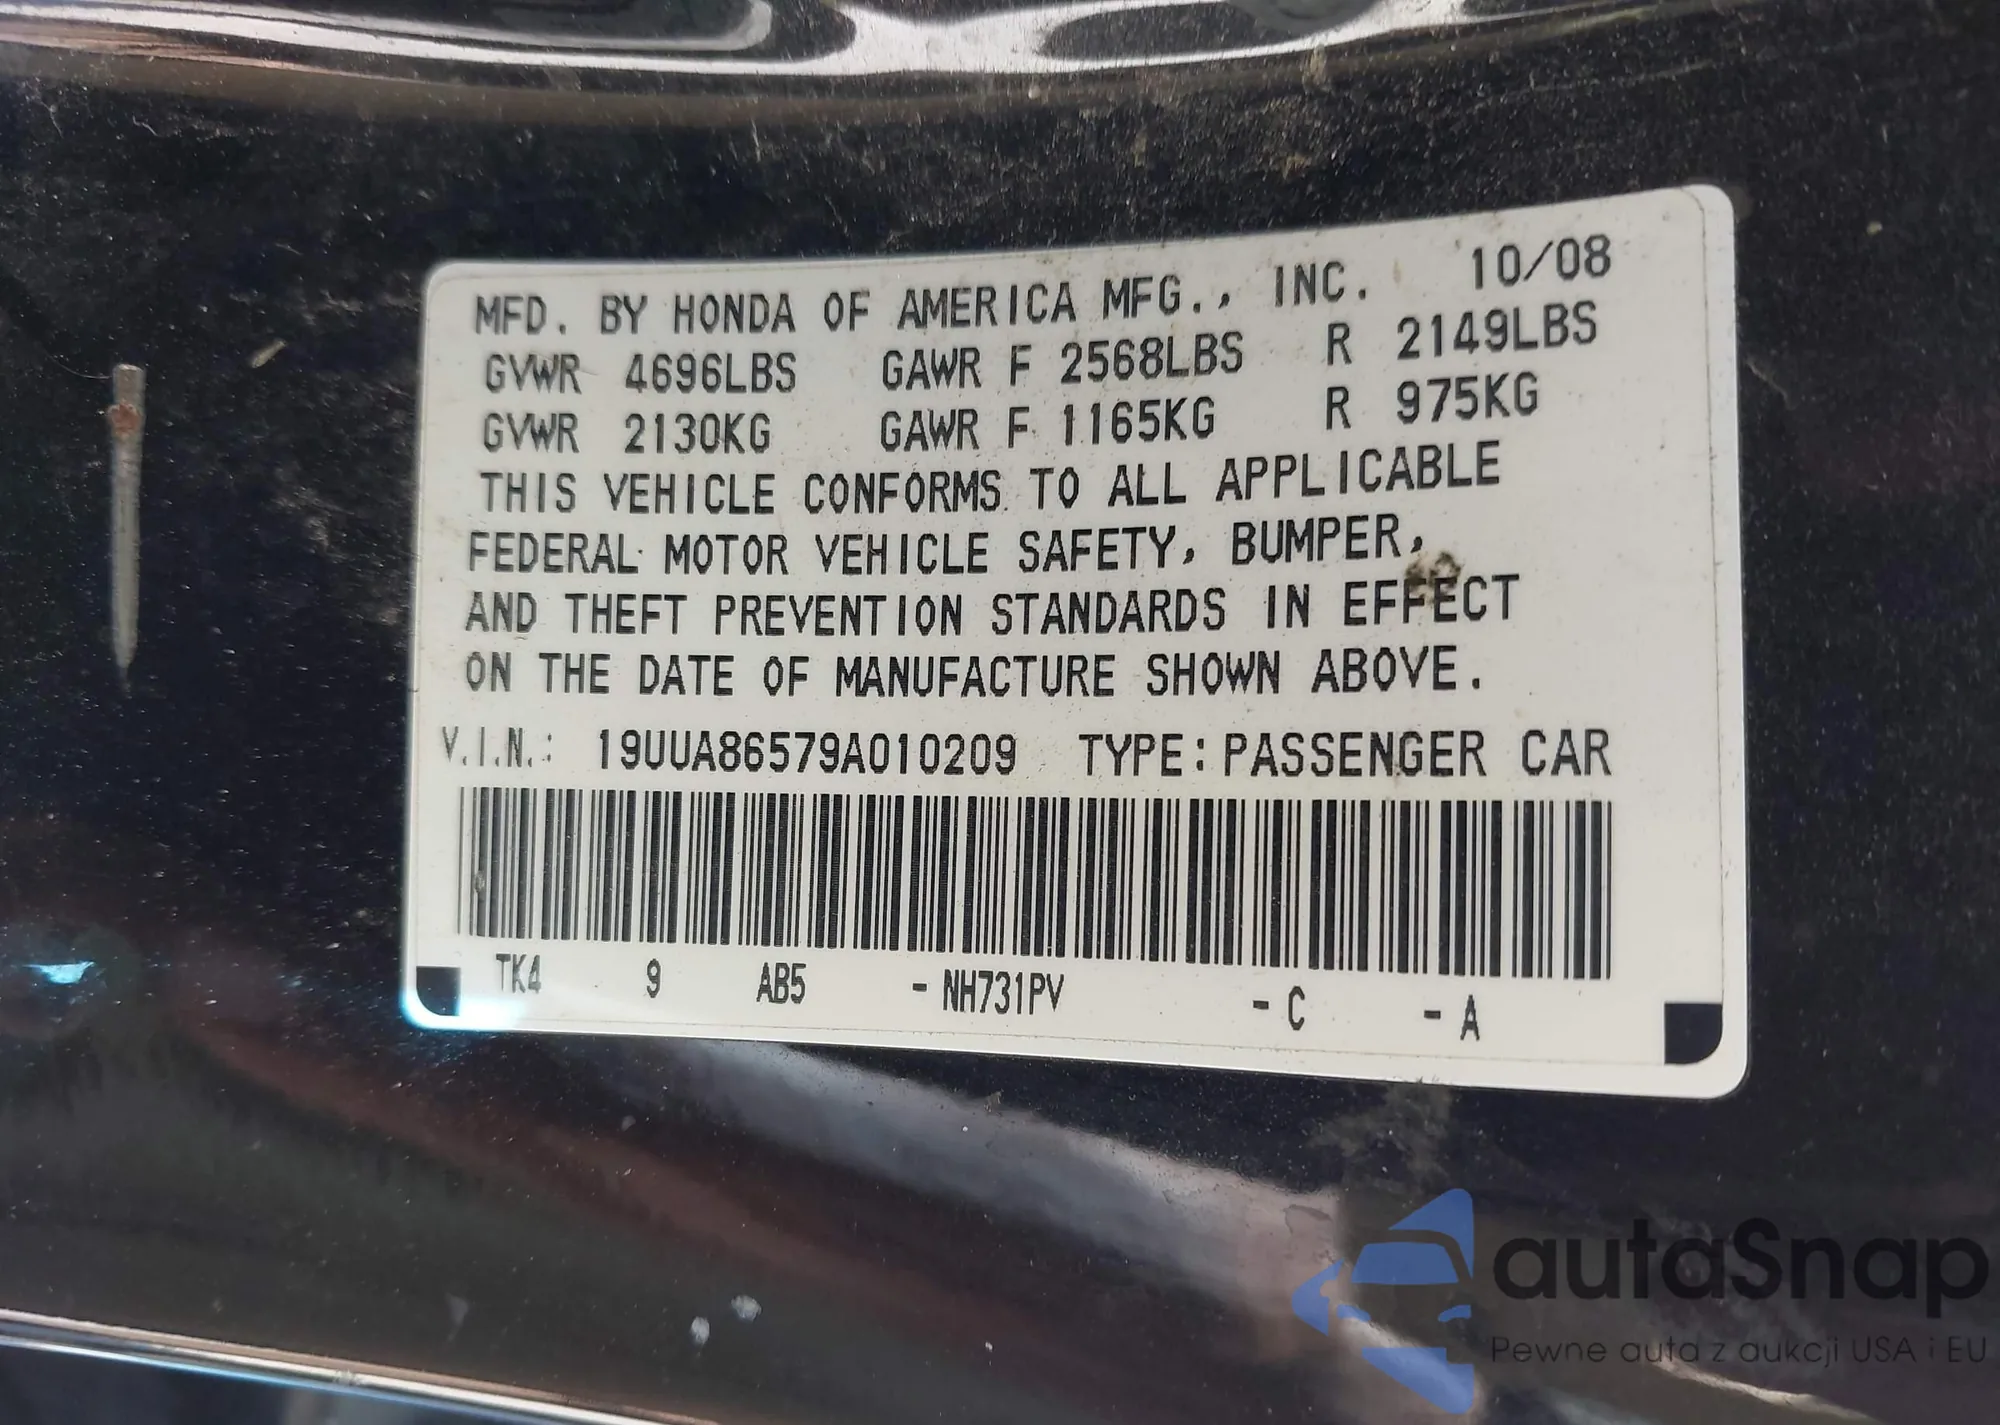 MFD. BY HONDA OF AMERICA MFG., INC. 10/08
GVWR 4696LBS GAWR F 2568LBS R 2149LBS
GVWR 2130KG GAWR F 1165KG R 975KG
THIS VEHICLE CONFORMS TO ALL APPLICABLE
FEDERAL MOTOR VEHICLE SAFETY, BUMPER,
AND THEFT PREVENTION STANDARDS IN EFFECT
ON THE DATE OF MANUFACTURE SHOWN ABOVE.
V.I.N.: 19UUA86579A010209 TYPE: PASSENGER CAR
TK4 9 AB5 -NH731PV -C -A
autaSnap
Pewne auta z aukcji USA i EU